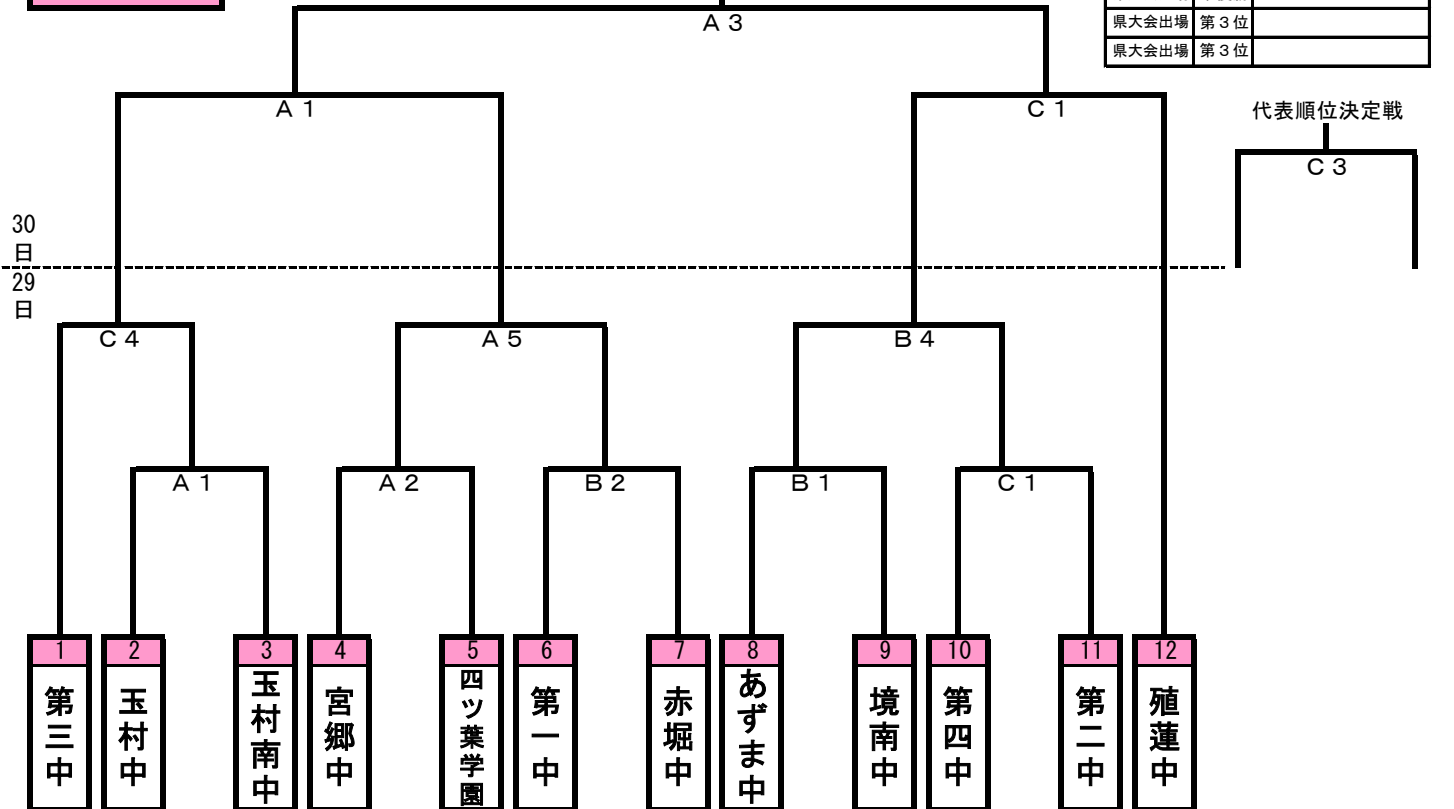 Ａ３
県大会出場 第３位
県大会出場 第３位
Ａ１
Ｃ１
代表順位決定戦
Ｃ３
30
日
29
日
Ｃ４
Ａ５
Ｂ４
Ａ１
Ａ２
Ｂ２
Ｂ１
Ｃ１
1
第三中
2
玉村中
3
玉村南中
4
宮郷中
5
四ツ葉学園
6
第一中
7
赤堀中
8
あずま中
9
境南中
10
第四中
11
第二中
12
殖蓮中